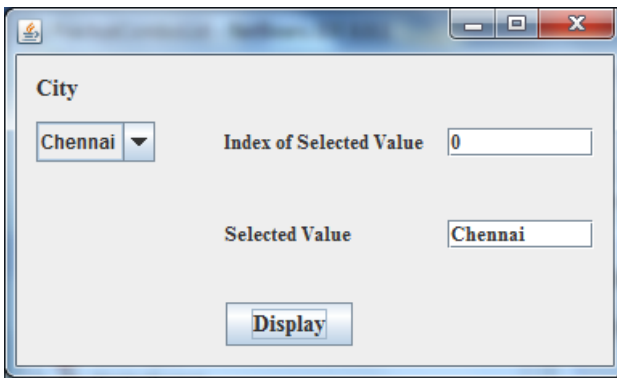 City
Chennai Index of Selected Value 0
Selected Value Chennai
Display